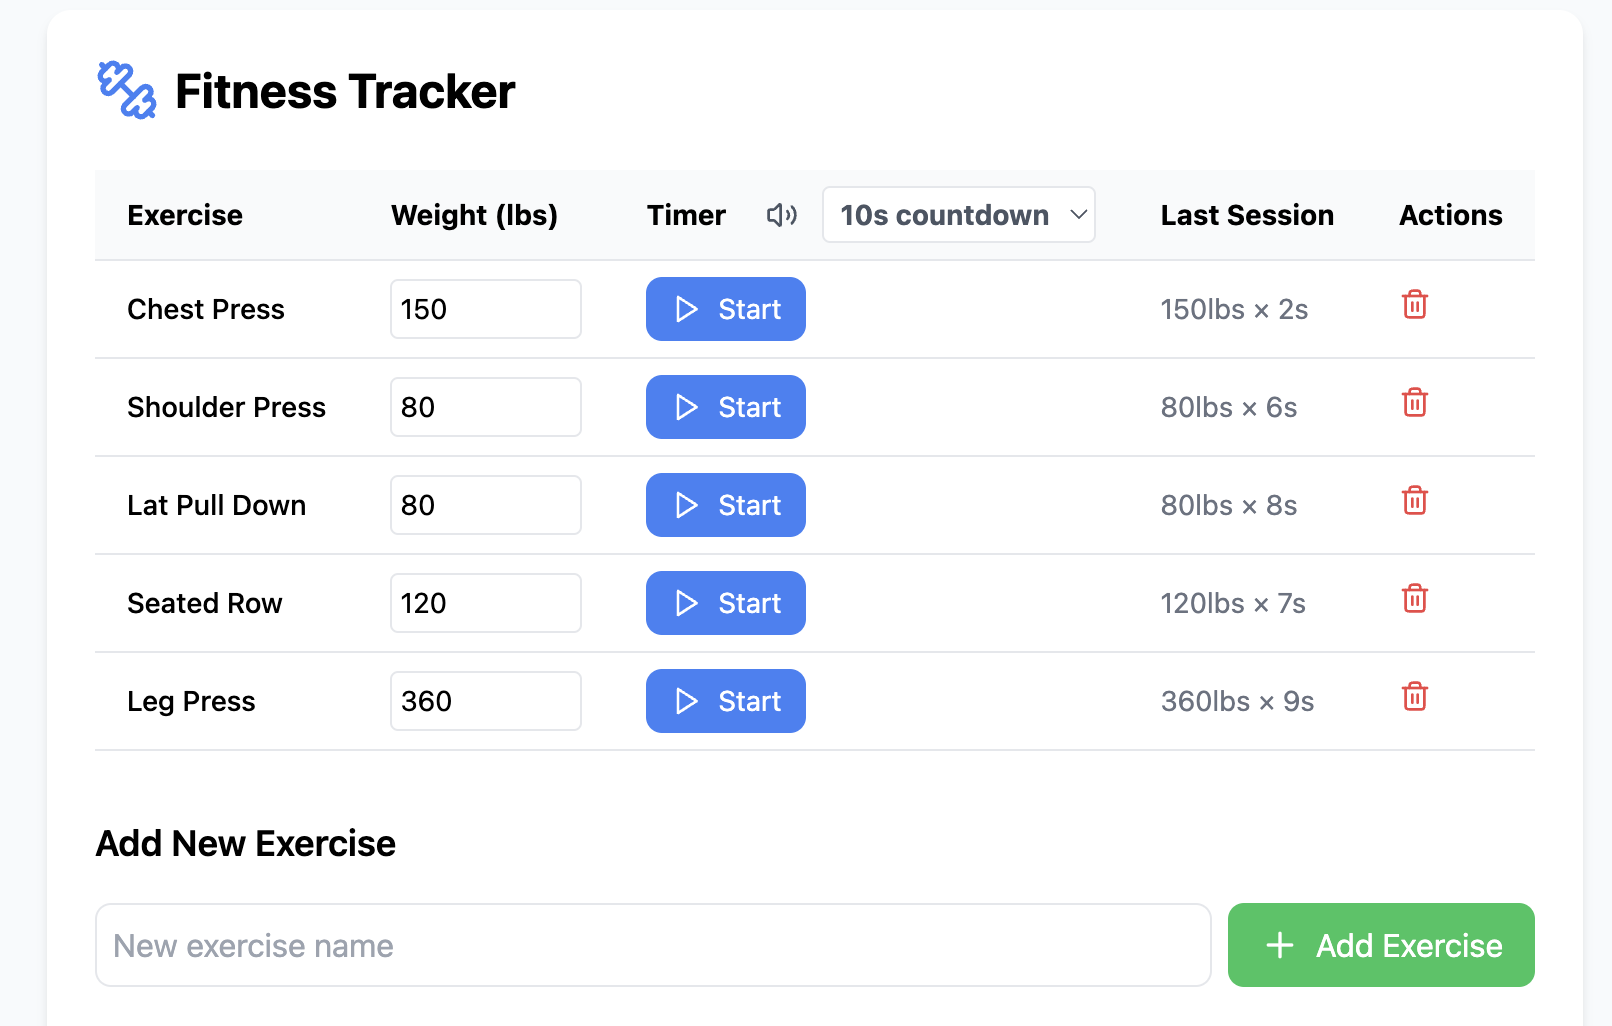 Fitness Tracker
Exercise Weight (lbs) Timer 10s countdown Last Session Actions
Chest Press 150 Start 150lbs × 2s
Shoulder Press 80 Start 80lbs × 6s
Lat Pull Down 80 Start 80lbs × 8s
Seated Row 120 Start 120lbs × 7s
Leg Press 360 Start 360lbs × 9s
Add New Exercise
New exercise name Add Exercise